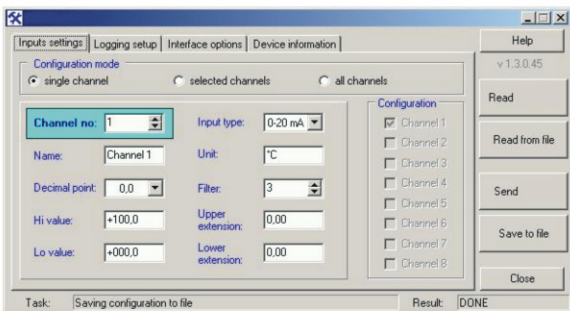 Inputs settings Logging setup Interface options Device information
Help
v 1.3.0.45
Configuration mode
single channel selected channels all channels
Read
Read from file
Send
Save to file
Close
Channel no: 1
Input type: 0-20 mA
Name: Channel 1
Unit: °C
Decimal point: 0,0
Filter: 3
Hi value: +100,0
Upper extension: 0,00
Lo value: +000,0
Lower extension: 0,00
Configuration
Channel 1
Channel 2
Channel 3
Channel 4
Channel 5
Channel 6
Channel 7
Channel 8
Task: Saving configuration to file
Result: DONE